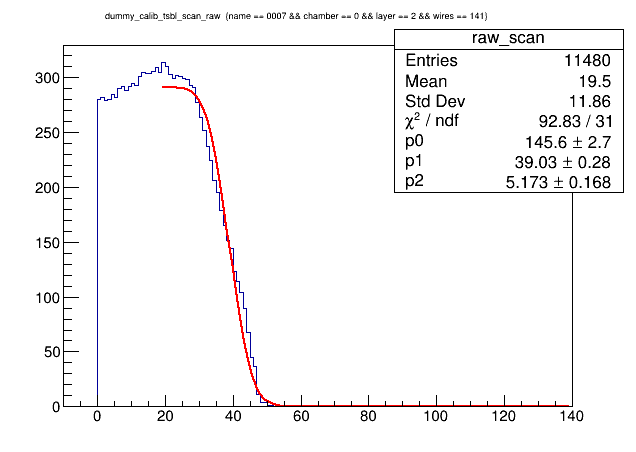 dummy_calib_tsbl_scan_raw (name == 0007 && chamber == 0 && layer == 2 && wires == 141)
raw_scan
Entries 11480
Mean 19.5
Std Dev 11.86
χ² / ndf 92.83 / 31
p0 145.6 ± 2.7
p1 39.03 ± 0.28
p2 5.173 ± 0.168
300
250
200
150
100
50
0
0 20 40 60 80 100 120 140